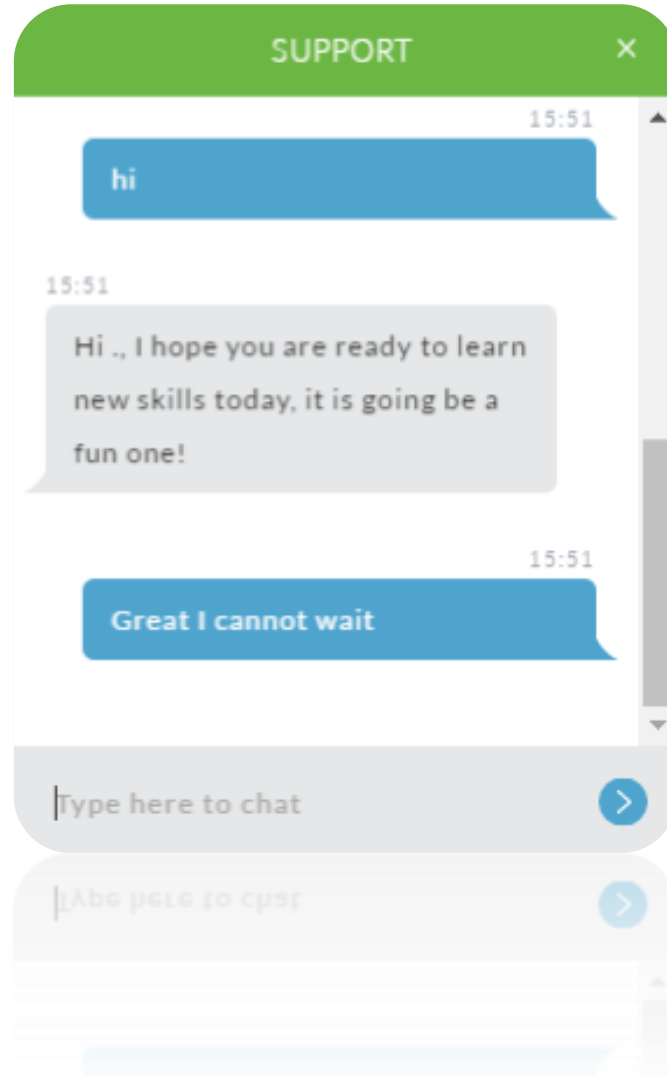 SUPPORT
15:51
hi
15:51
Hi ., I hope you are ready to learn
new skills today, it is going be a
fun one!
15:51
Great I cannot wait
Type here to chat